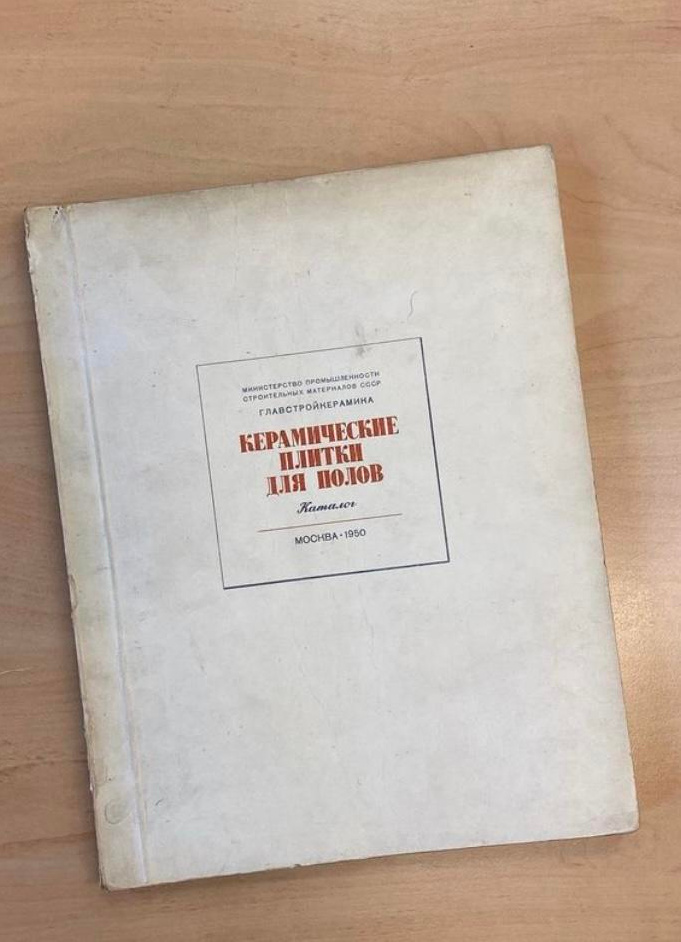 МИНИСТЕРСТВО ПРОМЫШЛЕННОСТИ
СТРОИТЕЛЬНЫХ МАТЕРИАЛОВ СССР
ГЛАВСТРОЙКЕРАМИКА
КЕРАМИЧЕСКИЕ
ПЛИТКИ
ДЛЯ ПОЛОВ
Каталог
МОСКВА • 1950